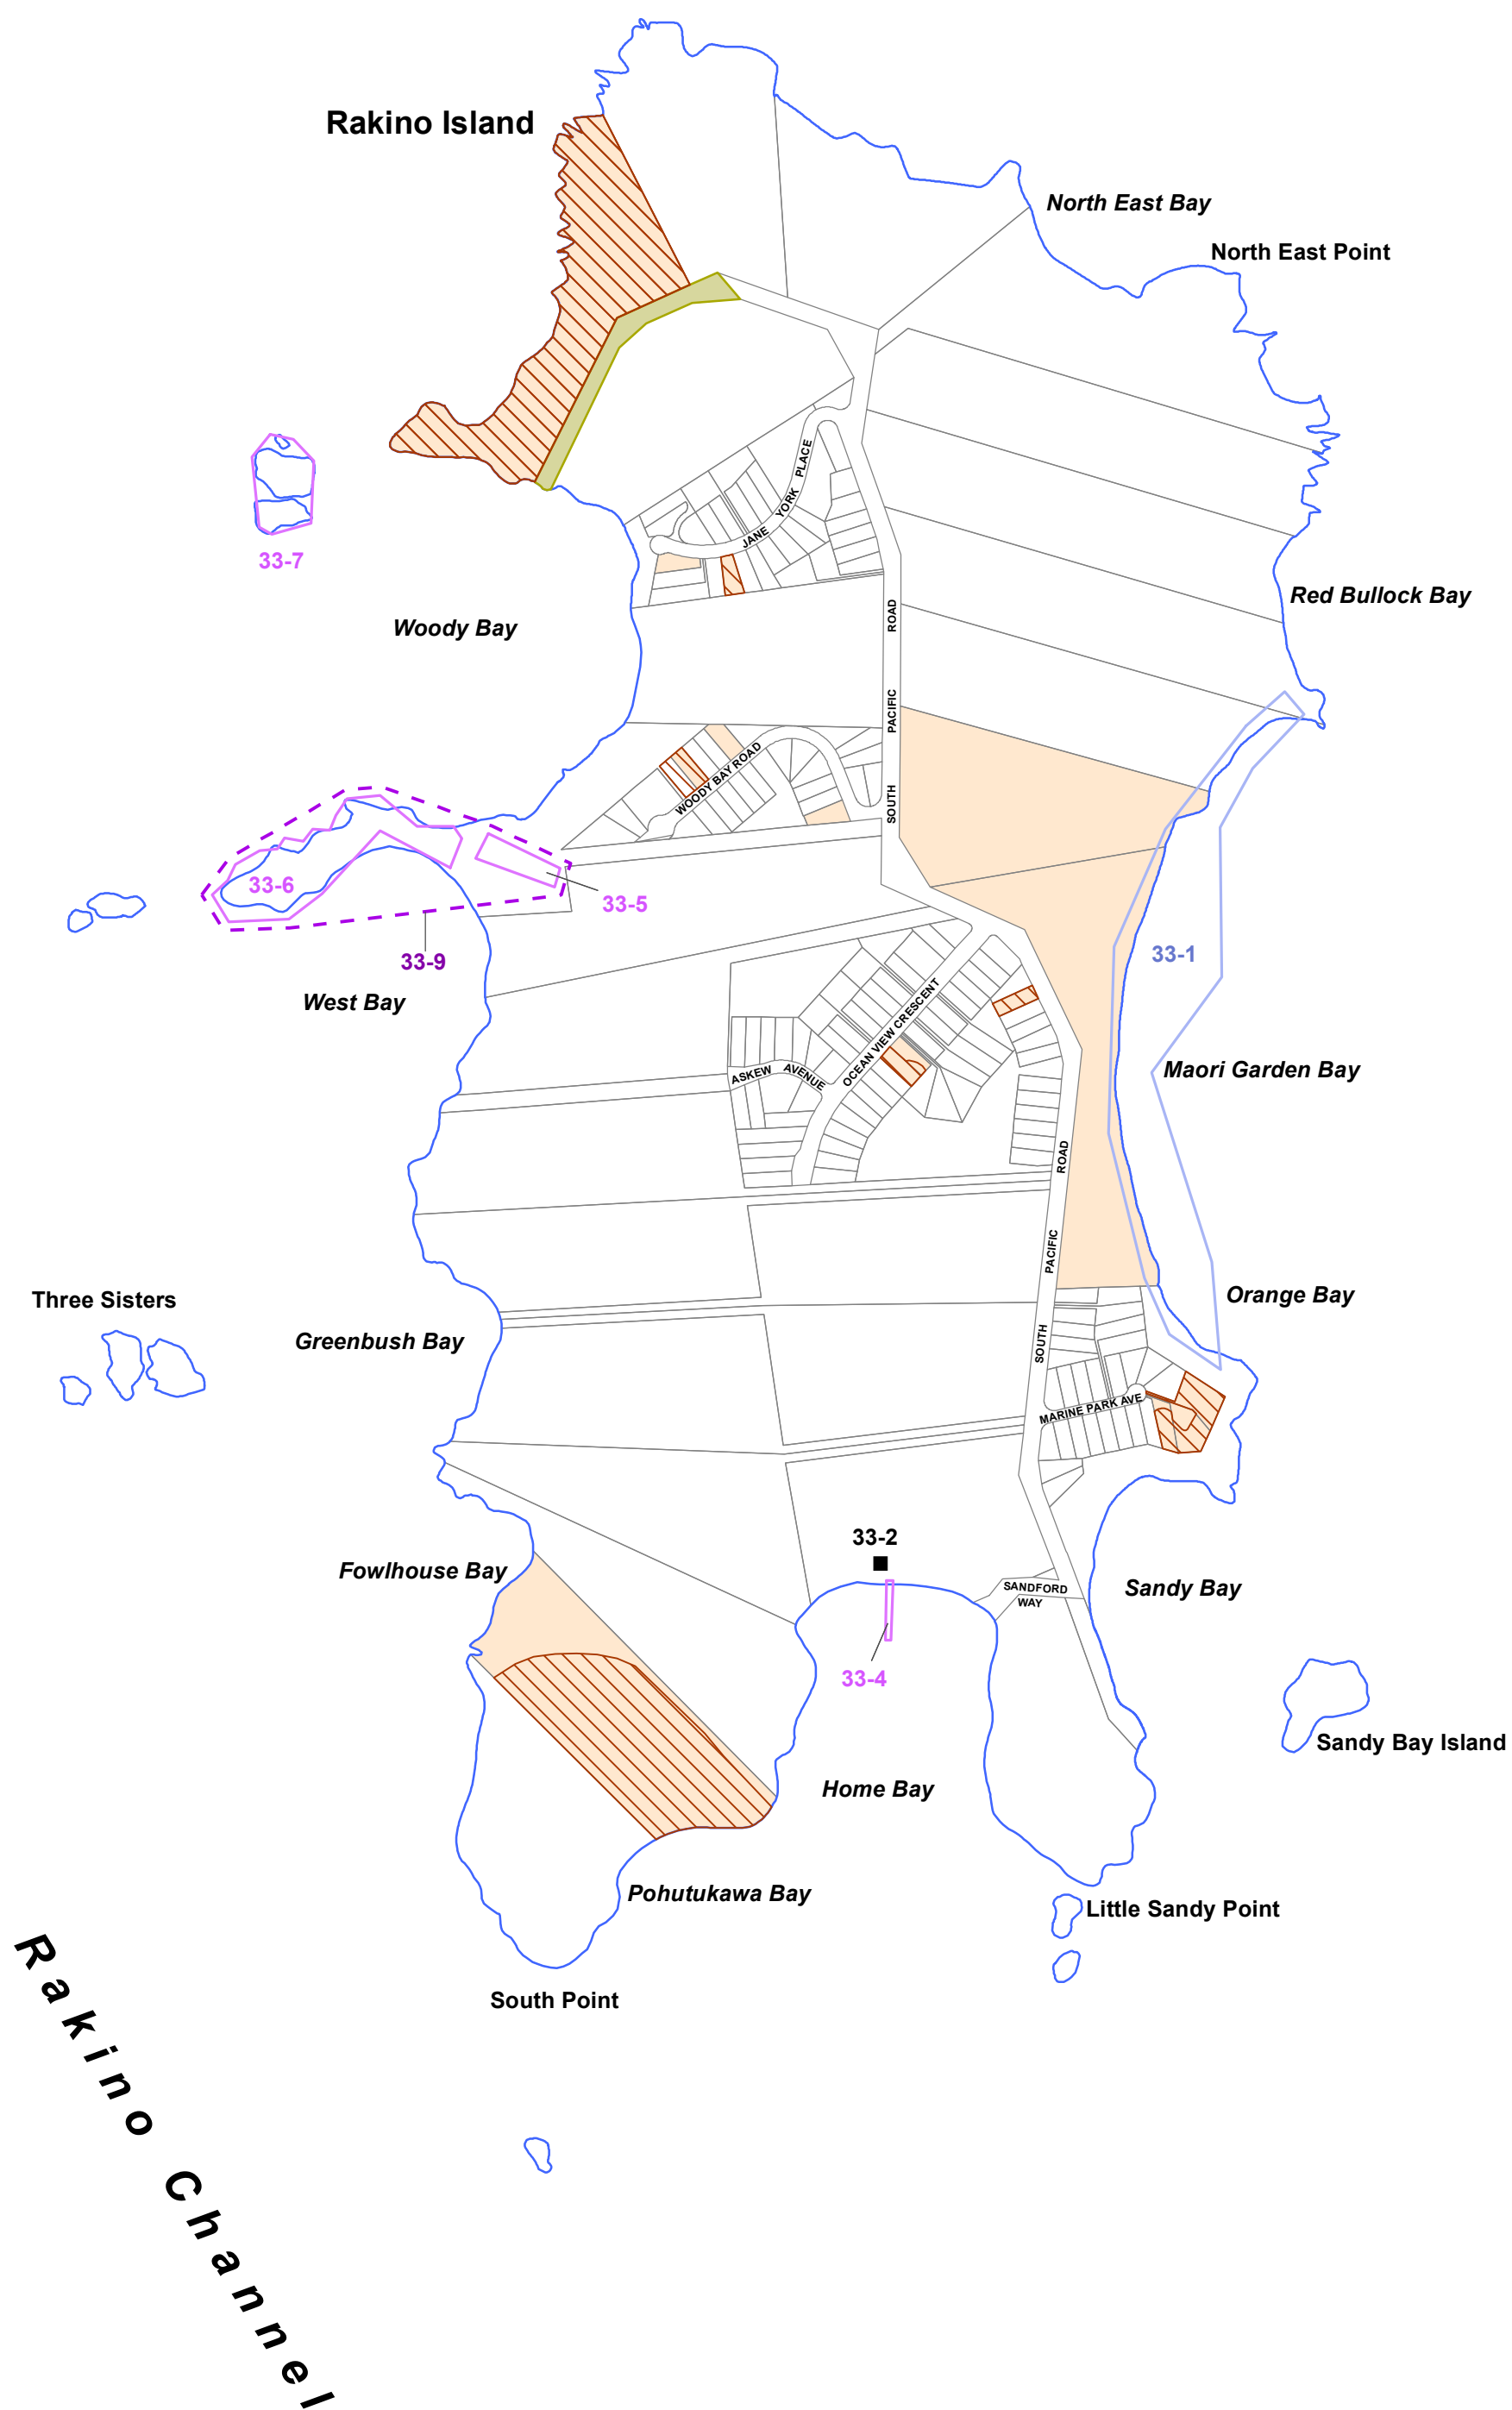 Rakino Island
North East Bay
North East Point
JANE YORK PLACE
33-7
Red Bullock Bay
ROAD
Woody Bay
PACIFIC
WOODY BAY ROAD
SOUTH
33-6
33-5
33-1
33-9
West Bay
OCEAN VIEW CRESCENT
Maori Garden Bay
ASKEW AVENUE
ROAD
PACIFIC
Three Sisters
Orange Bay
Greenbush Bay
SOUTH
MARINE PARK AVE
33-2
Fowlhouse Bay
SANDFORD
WAY
Sandy Bay
33-4
Sandy Bay Island
Home Bay
Pohutukawa Bay
Little Sandy Point
South Point
Rakino Channel